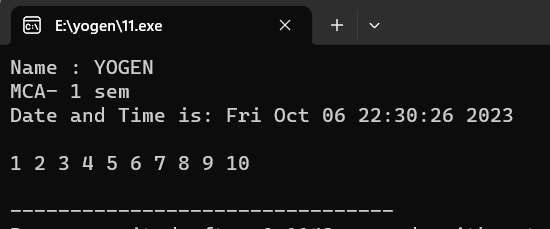 E:\yogen\11.exe
Name : YOGEN
MCA- 1 sem
Date and Time is: Fri Oct 06 22:30:26 2023
1 2 3 4 5 6 7 8 9 10
--------------------------------